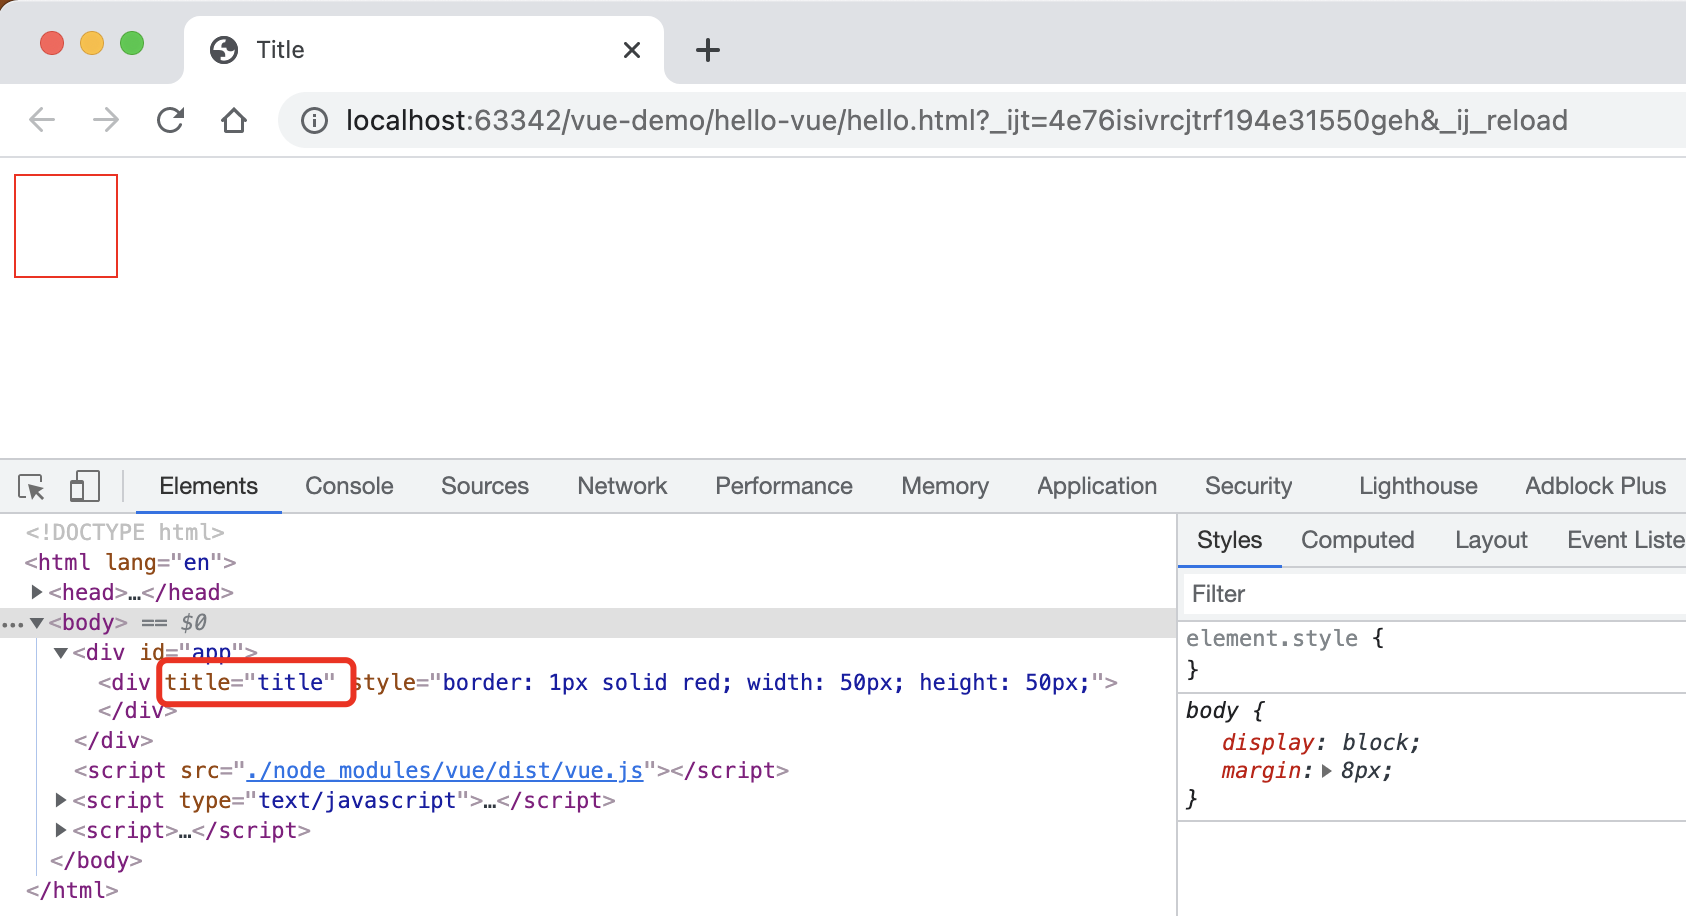 Title
localhost:63342/vue-demo/hello-vue/hello.html?_ijt=4e76isivrcjtrf194e31550geh&_ij_reload
Elements Console Sources Network Performance Memory Application Security Lighthouse Adblock Plus
<!DOCTYPE html>
<html lang="en">
<head>…</head>
<body> == $0
<div id="app">
<div title="title" style="border: 1px solid red; width: 50px; height: 50px;">
</div>
</div>
<script src="./node_modules/vue/dist/vue.js"></script>
<script type="text/javascript">…</script>
<script>…</script>
</body>
</html>
Styles Computed Layout Event Liste
Filter
element.style {
}
body {
display: block;
margin: 8px;
}